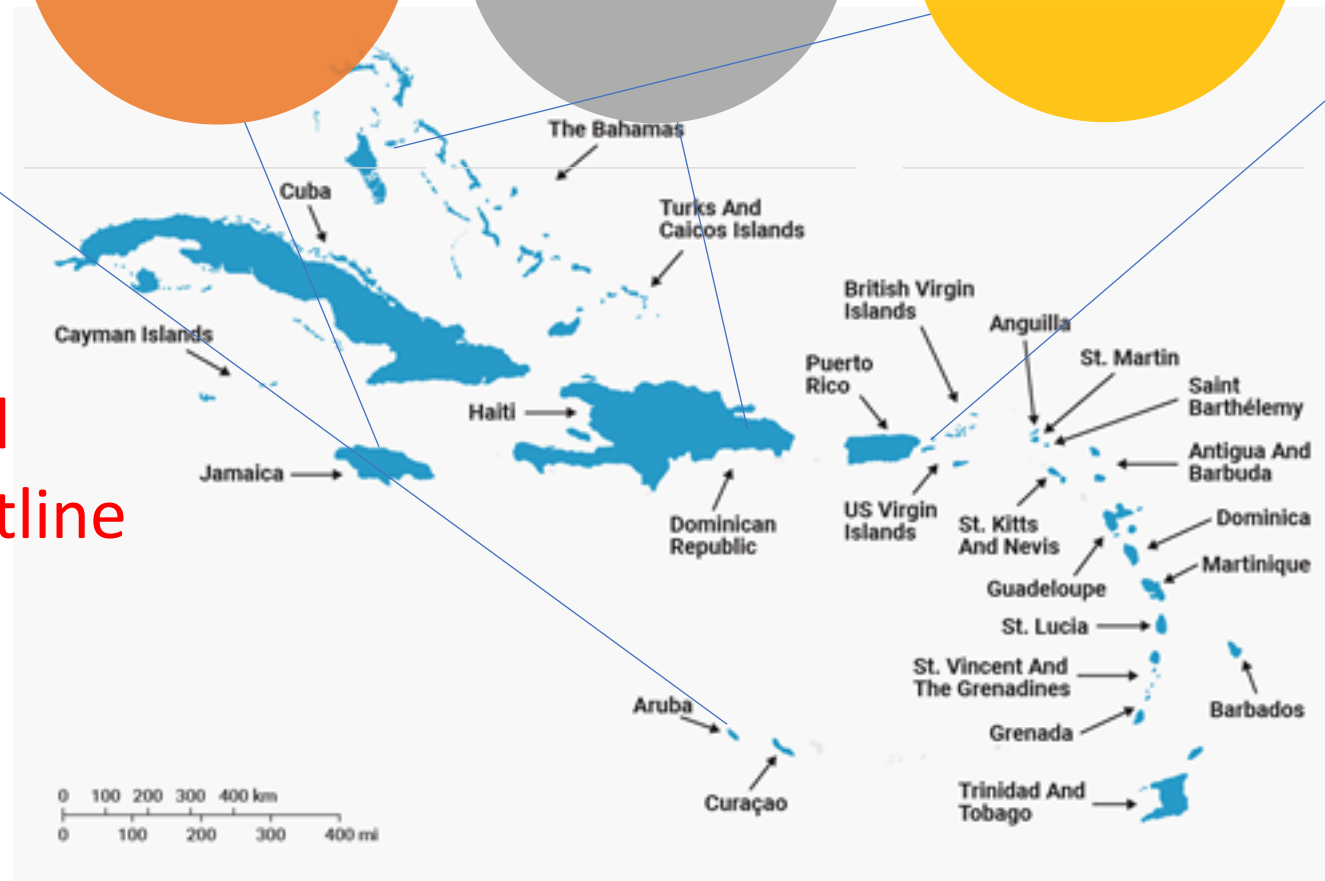 The Bahamas
Cuba
Turks And
Caicos Islands
British Virgin
Islands
Anguilla
Cayman Islands
St. Martin
Puerto
Rico
Saint
Barthélemy
Haiti
Jamaica
Antigua And
Barbuda
US Virgin
Islands
St. Kitts
And Nevis
Dominica
Dominican
Republic
tline
Martinique
Guadeloupe
St. Lucia
St. Vincent And
The Grenadines
Aruba
Barbados
Grenada
Curaçao
Trinidad And
Tobago
0 100 200 300 400 km
0 100 200 300 400 mi